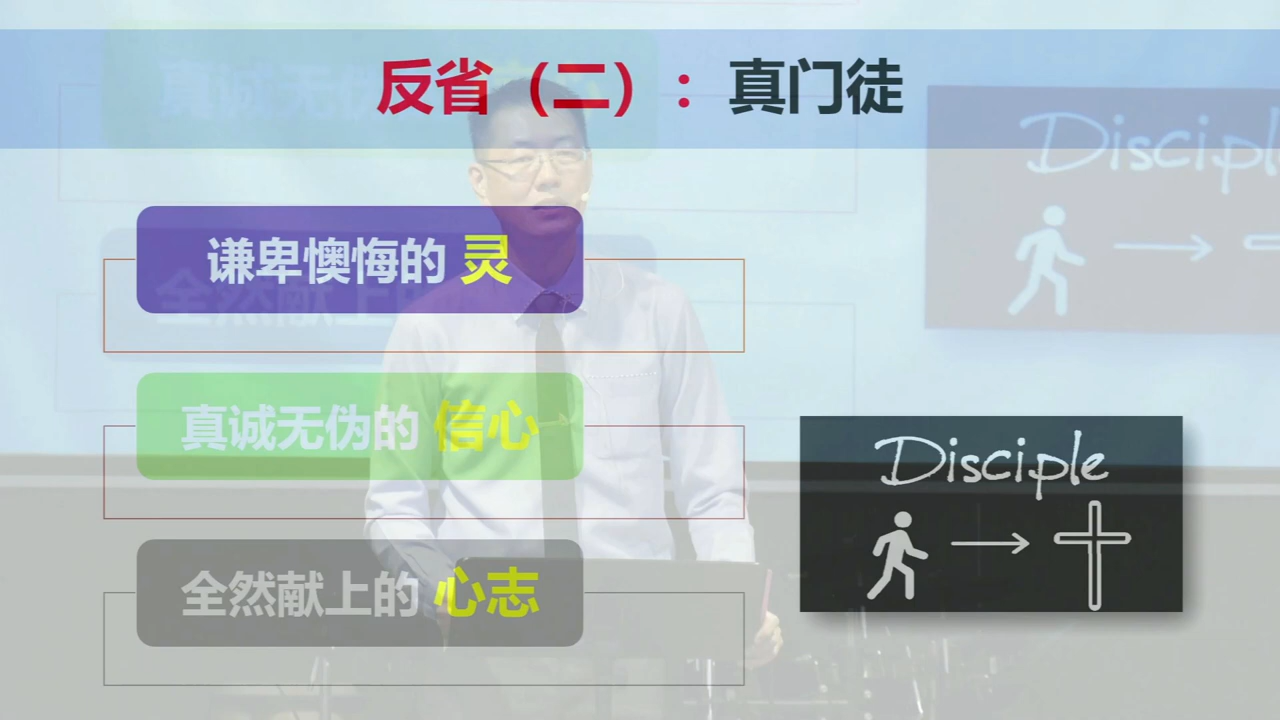 反省（二）：真门徒
谦卑懊悔的 灵
真诚无伪的 信心
全然献上的 心志
Disciple